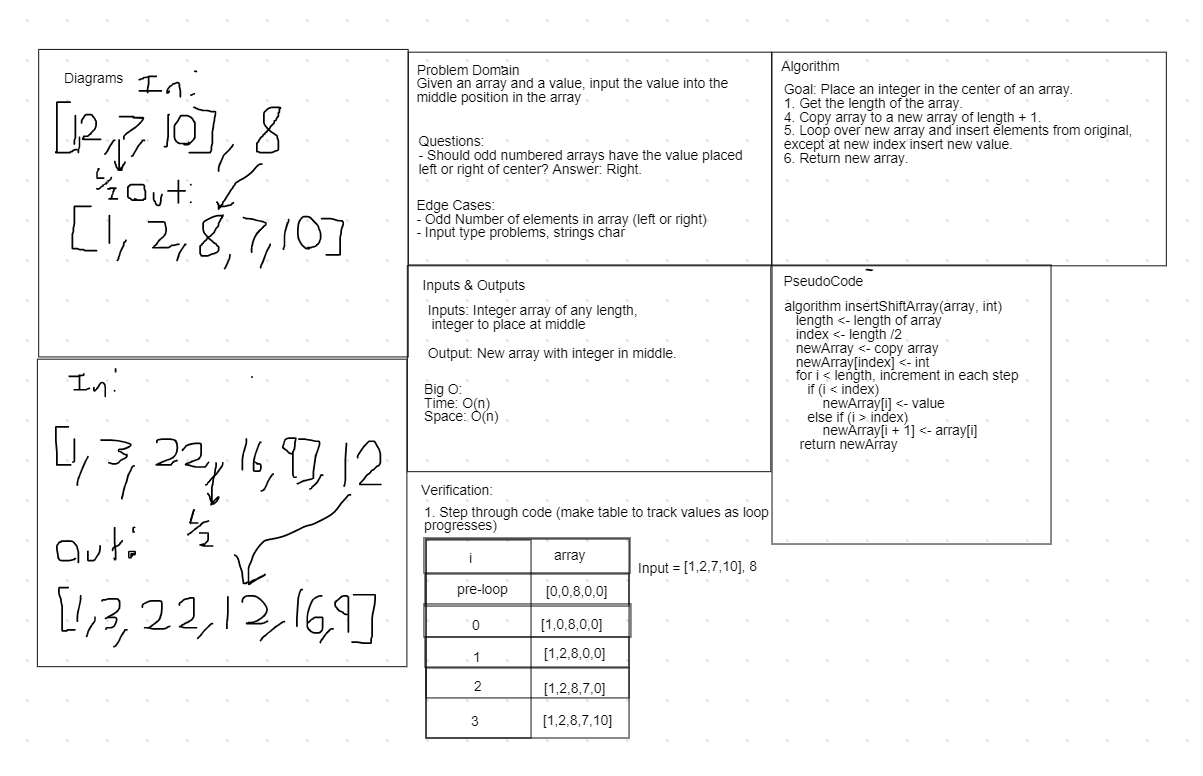 Diagrams
In:
[12,7,10], 8
L/2
Out:
[1, 2, 8, 7, 10]
In:
[1, 3, 22, 16, 9], 12
L/2
out:
[1, 3, 22, 12, 16, 9]
Problem Domain
Given an array and a value, input the value into the
middle position in the array
Questions:
- Should odd numbered arrays have the value placed
left or right of center? Answer: Right.
Edge Cases:
- Odd Number of elements in array (left or right)
- Input type problems, strings char
Algorithm
Goal: Place an integer in the center of an array.
1. Get the length of the array.
4. Copy array to a new array of length + 1.
5. Loop over new array and insert elements from original,
except at new index insert new value.
6. Return new array.
Inputs & Outputs
Inputs: Integer array of any length,
integer to place at middle
Output: New array with integer in middle.
Big O:
Time: O(n)
Space: O(n)
PseudoCode
algorithm insertShiftArray(array, int)
length <- length of array
index <- length /2
newArray <- copy array
newArray[index] <- int
for i < length, increment in each step
if (i < index)
newArray[i] <- value
else if (i > index)
newArray[i + 1] <- array[i]
return newArray
Verification:
1. Step through code (make table to track values as loop
progresses)
i array
pre-loop [0,0,8,0,0]
0 [1,0,8,0,0]
1 [1,2,8,0,0]
2 [1,2,8,7,0]
3 [1,2,8,7,10]
Input = [1,2,7,10], 8